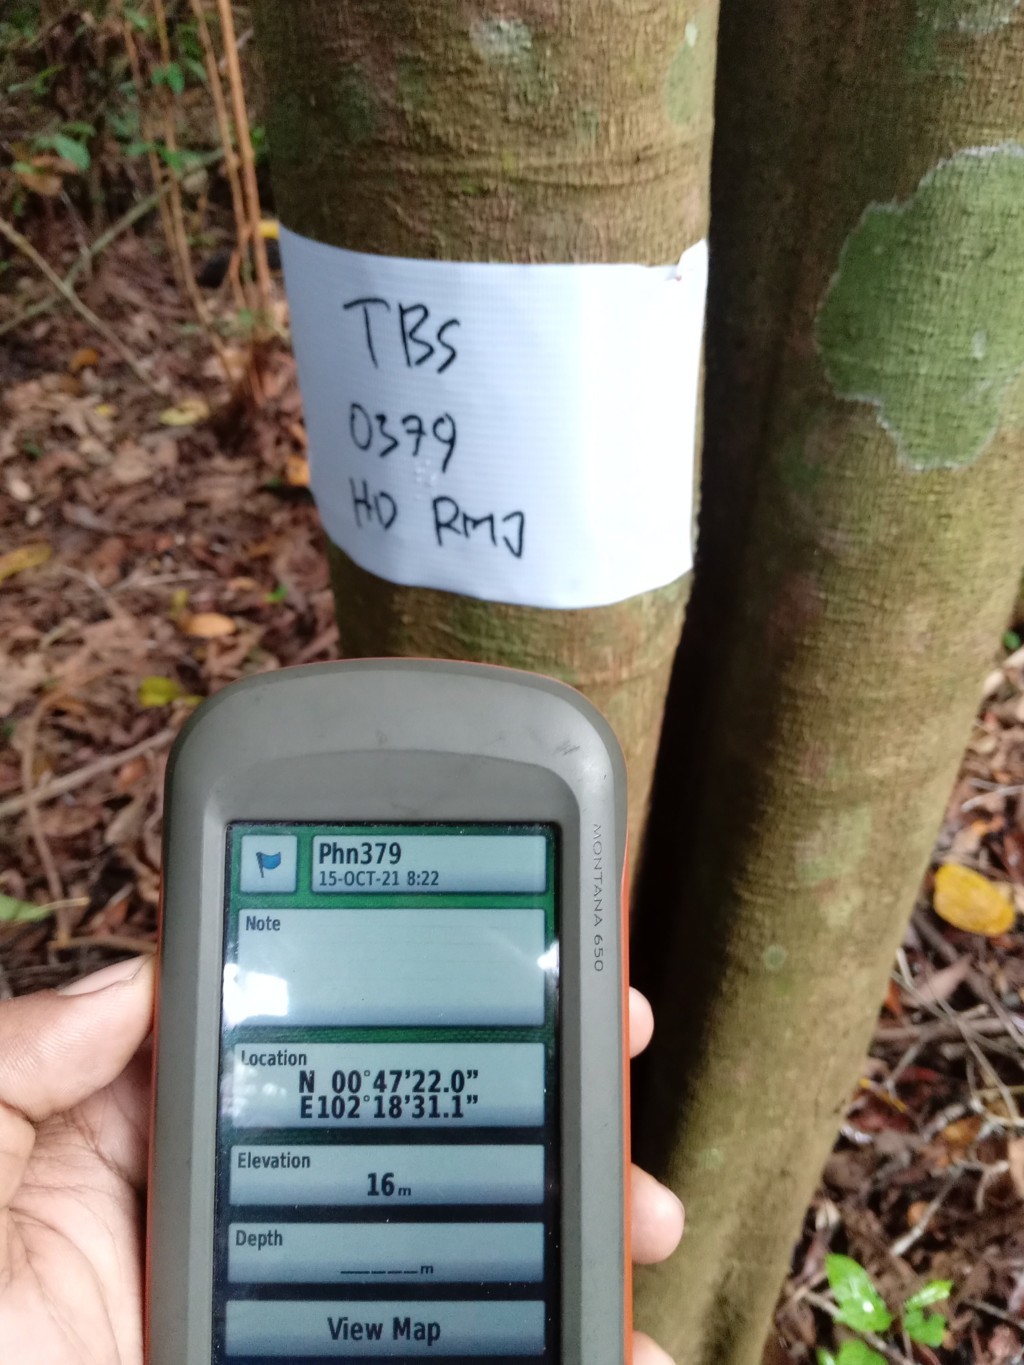 TBS
0379
HD RMJ
MONTANA 650
Phn379
15-OCT-21 8:22
Note
Location
N 00°47'22.0"
E102°18'31.1"
Elevation
16 m
Depth
_____m
View Map